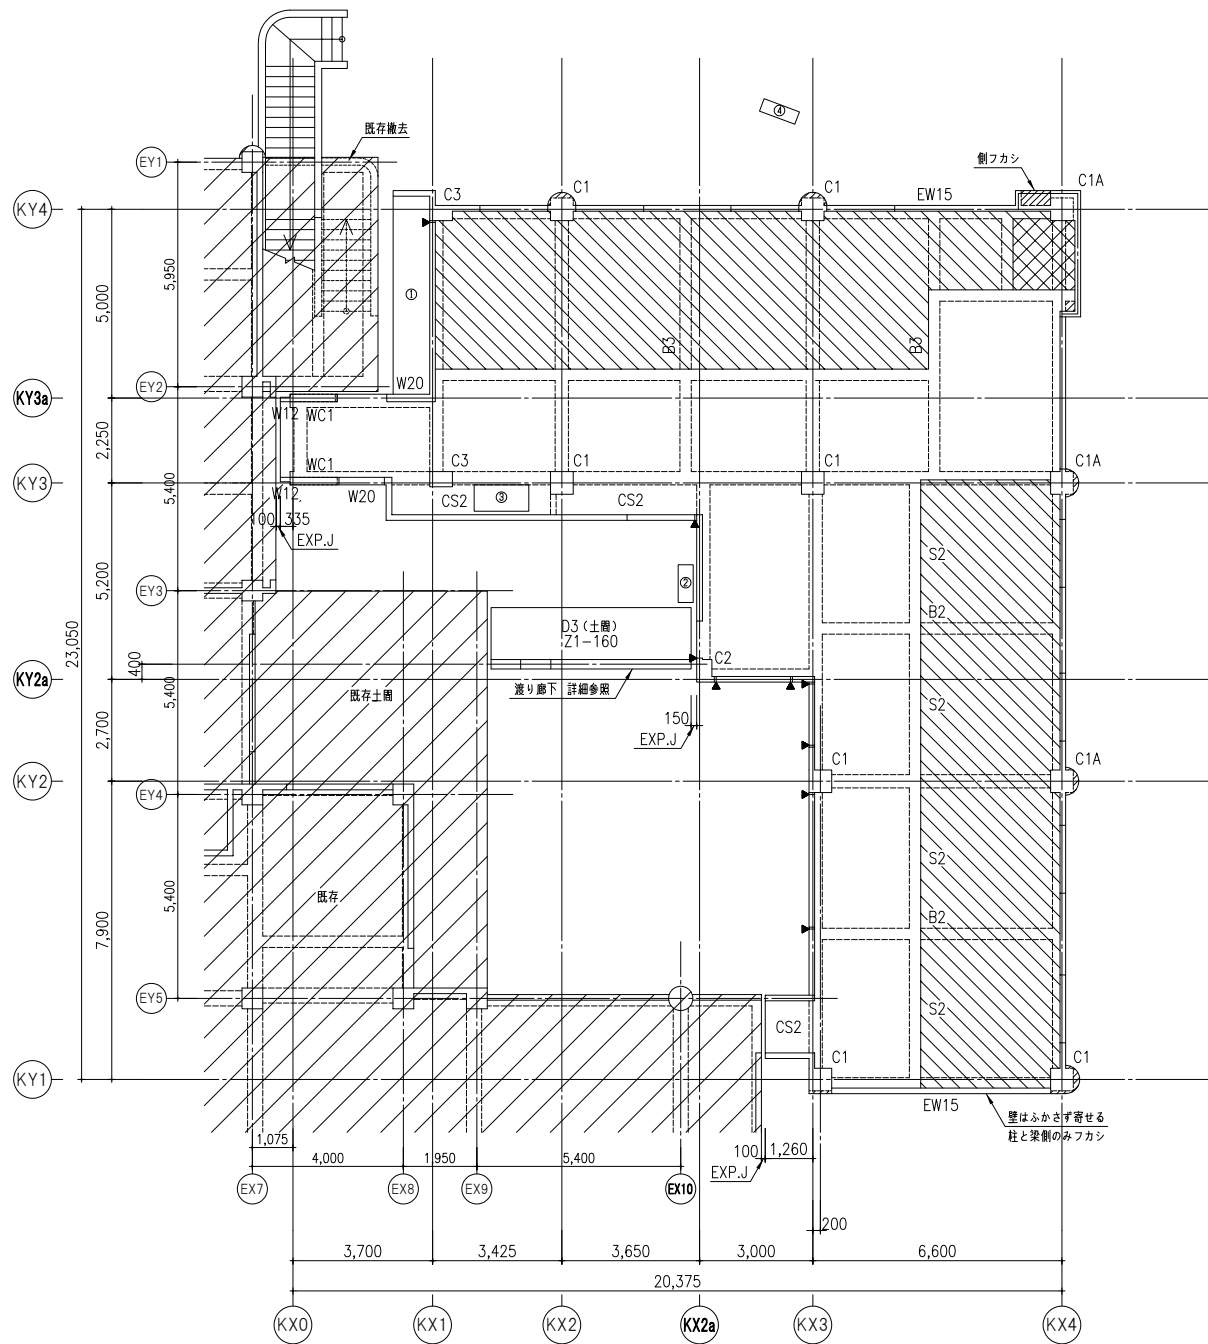 ④
既存撤去
EY1
側フカシ
C1
C1
EW15
C1A
C3
KY4
5,950
5,000
①
B3
B3
EY2
W20
KY3a
W12
WC1
2,250
WC1
C3
C1
C1
C1A
KY3
W12
W20
CS2
③
CS2
5,400
100
335
EXP.J
S2
EY3
②
5,200
B2
D3(土間)
Z1-160
23,050
400
C2
KY2a
渡り廊下 詳細参照
既存土間
5,400
S2
150
EXP.J
2,700
C1
C1A
KY2
EY4
S2
既存
5,400
7,900
B2
EY5
S2
CS2
C1
C1
KY1
EW15
壁はふかさず寄せる
柱と梁側のみフカシ
1,075
4,000
1,950
5,400
100
1,260
EXP.J
EX7
EX8
EX9
EX10
200
3,700
3,425
3,650
3,000
6,600
20,375
KX0
KX1
KX2
KX2a
KX3
KX4